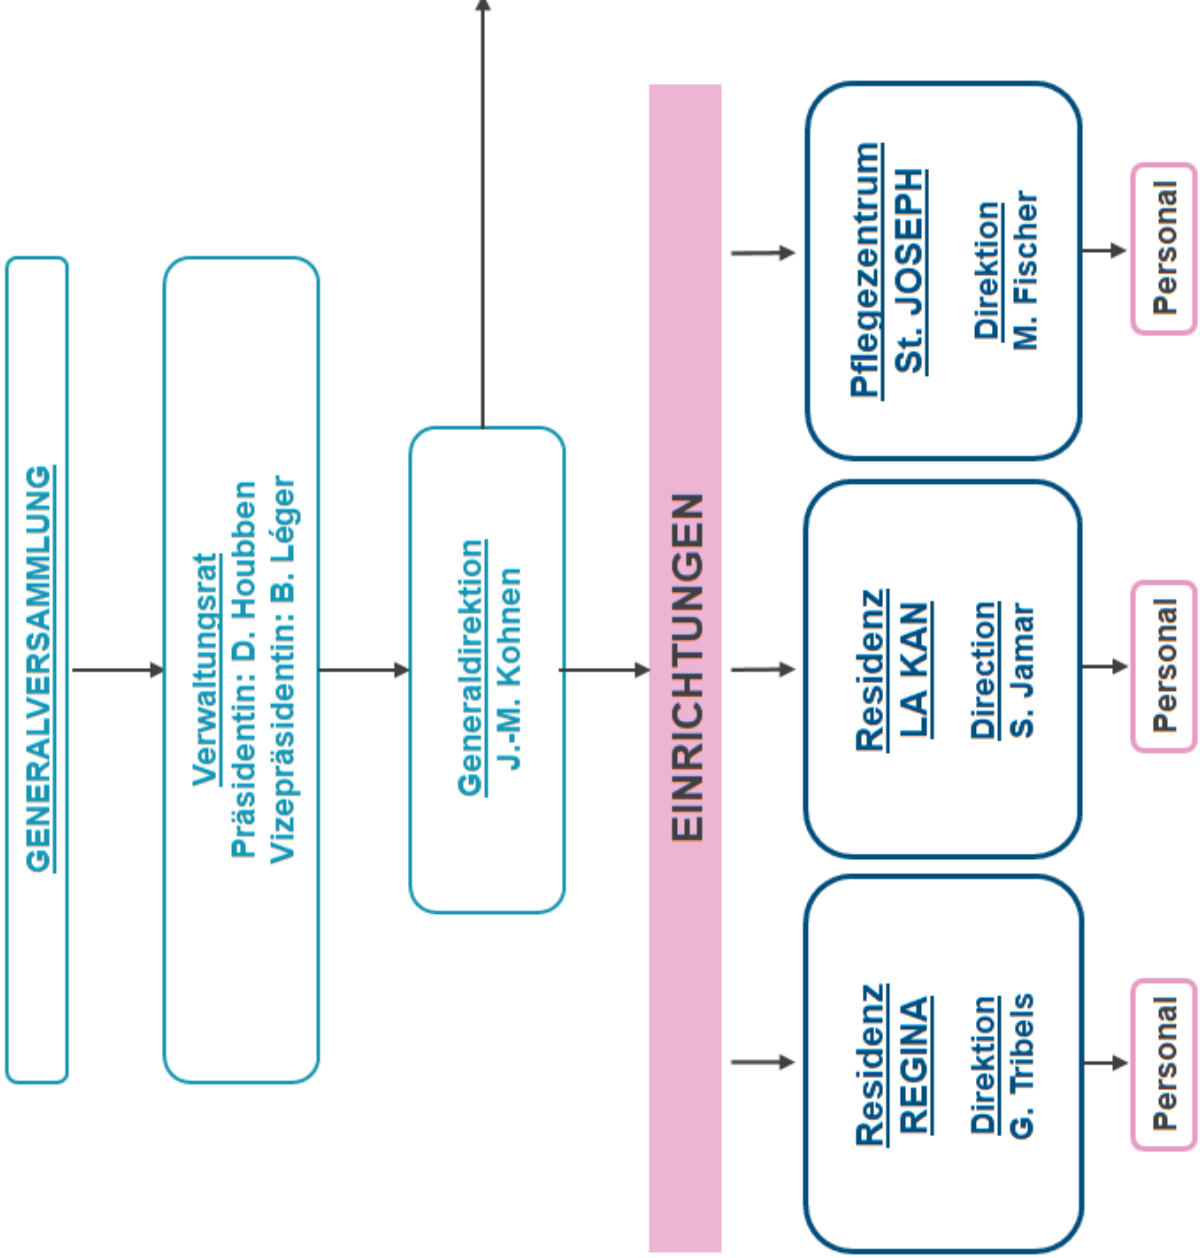 GENERALVERSAMMLUNG
Verwaltungsrat
Präsidentin: D. Houbben
Vizepräsidentin: B. Léger
Generaldirektion
J.-M. Kohnen
EINRICHTUNGEN
Residenz
REGINA
Direktion
G. Tribels
Residenz
LA KAN
Direction
S. Jamar
Pflegezentrum
St. JOSEPH
Direktion
M. Fischer
Personal
Personal
Personal